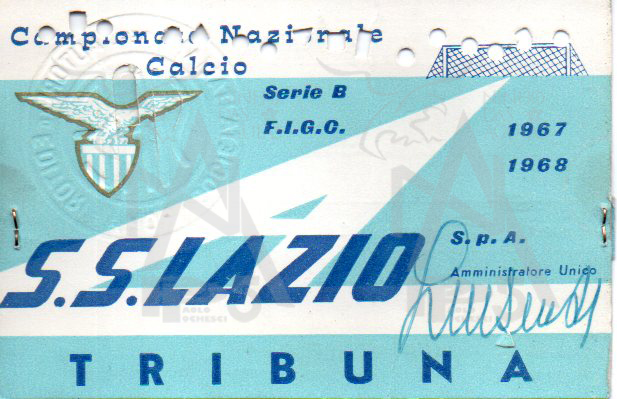 Campionato Nazionale
Calcio
Serie B
F.I.G.C.
1967
1968
S.p.A.
S.S.LAZIO
Amministratore Unico
TRIBUNA